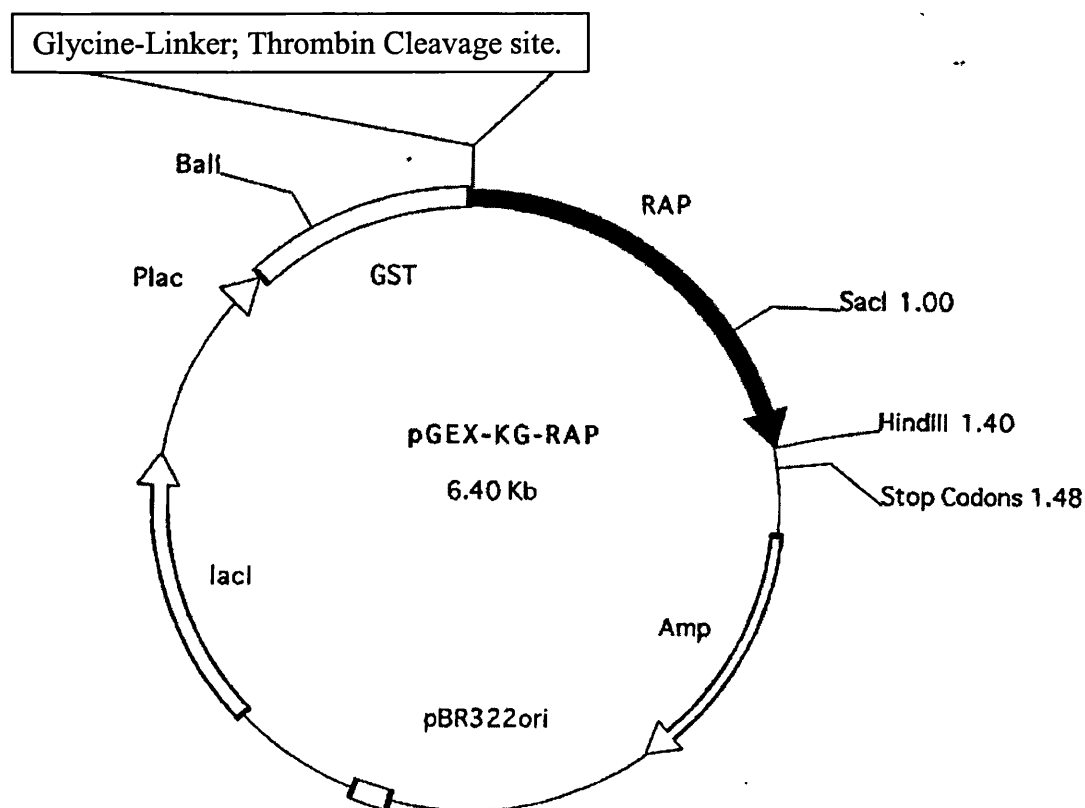 Glycine-Linker; Thrombin Cleavage site.
BalI
RAP
Plac
GST
SacI 1.00
pGEX-KG-RAP
HindIII 1.40
6.40 Kb
Stop Codons 1.48
lacI
Amp
pBR322ori